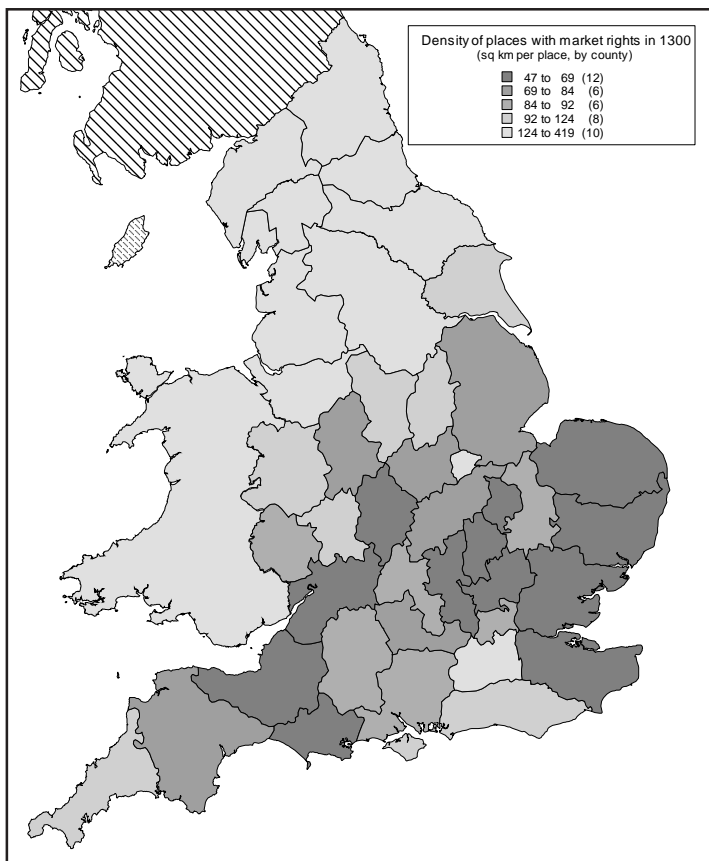 Density of places with market rights in 1300
(sq km per place, by county)
47 to 69 (12)
69 to 84 (6)
84 to 92 (6)
92 to 124 (8)
124 to 419 (10)